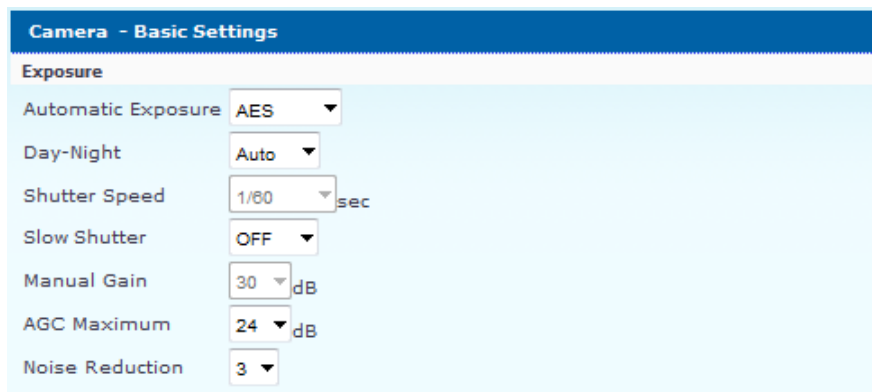 Camera - Basic Settings
Exposure
Automatic Exposure AES
Day-Night Auto
Shutter Speed 1/60 sec
Slow Shutter OFF
Manual Gain 30 dB
AGC Maximum 24 dB
Noise Reduction 3